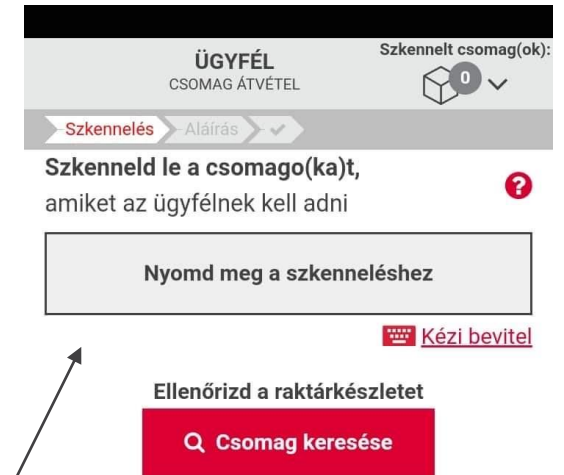 ÜGYFÉL
CSOMAG ÁTVÉTEL
Szkennelt csomag(ok):
0
Szkennelés
Aláírás
Szkenneld le a csomago(ka)t,
amiket az ügyfélnek kell adni
?
Nyomd meg a szkenneléshez
Kézi bevitel
Ellenőrizd a raktárkészletet
Csomag keresése